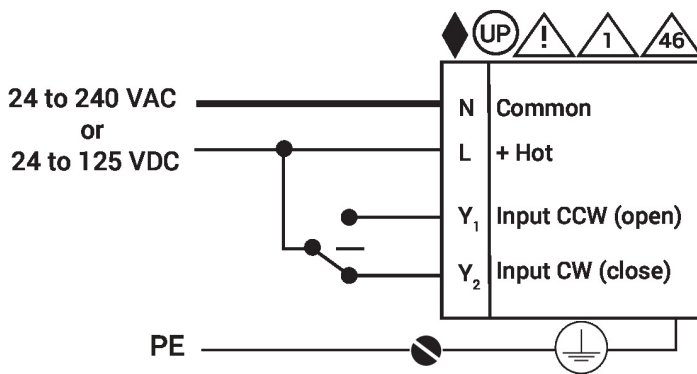 UP ! 1 46
24 to 240 VAC
or
24 to 125 VDC
N Common
L + Hot
Y₁ Input CCW (open)
Y₂ Input CW (close)
PE